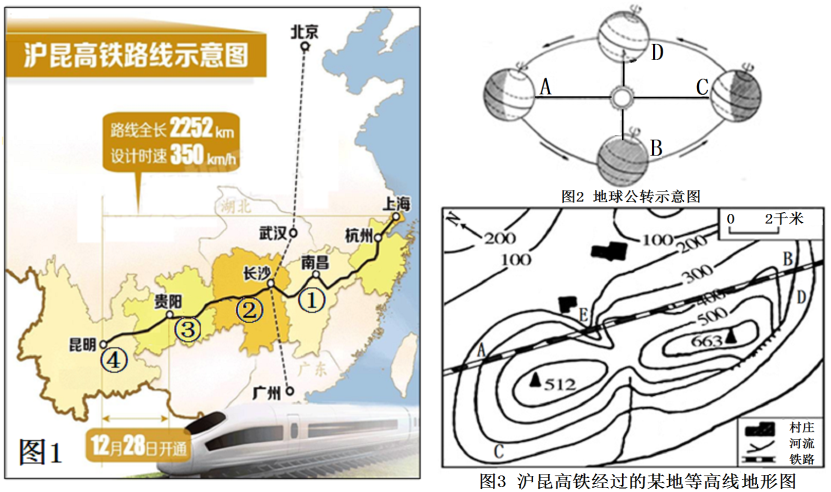 沪昆高铁路线示意图
北京
路线全长2252km
设计时速350km/h
湖北
上海
武汉
杭州
南昌
长沙
①
贵阳
②
③
昆明
④
广东
广州
12月28日开通
图1
D
A
C
B
图2 地球公转示意图
N
200
100
100
200
300
400
500
0 2千米
B
D
E
A
663
512
C
村庄
河流
铁路
图3 沪昆高铁经过的某地等高线地形图